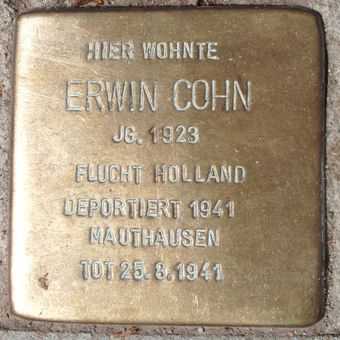 HIER WOHNTE
ERWIN COHN
JG. 1923
FLUCHT HOLLAND
DEPORTIERT 1941
MAUTHAUSEN
TOT 25.8.1941